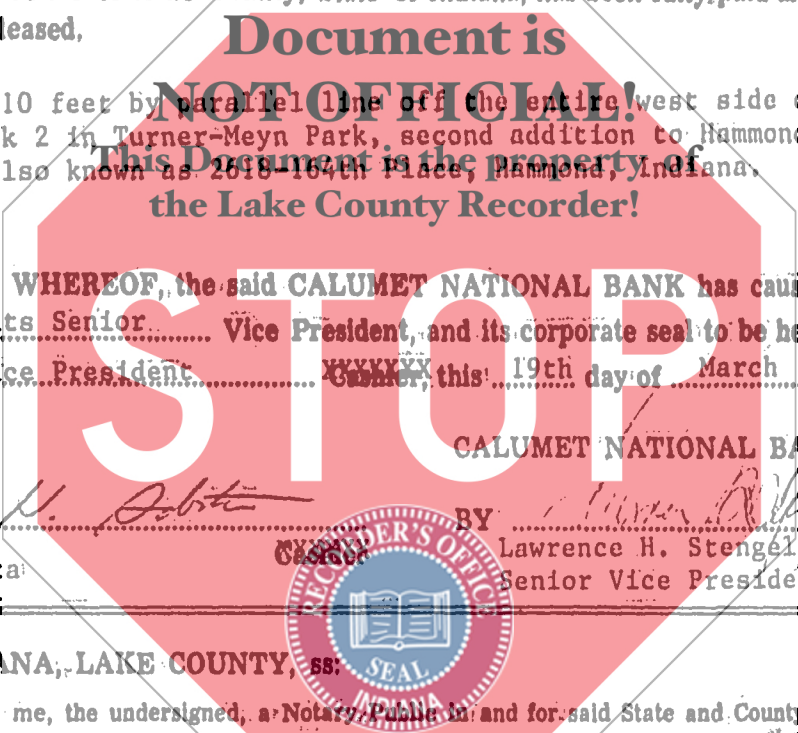 leased,
Document is
NOT OFFICIAL!
10 feet by parallel line off the entire west side
k 2 in Turner-Meyn Park, second addition to Hammon
This Document is the property of
lso known as 2618-164th Place, Hammond, Indiana.
the Lake County Recorder!
STOP
WHEREOF, the said CALUMET NATIONAL BANK has caus
ts Senior Vice President, and its corporate seal to be he
ce President XXXXXXX Cashier, this 19th day of March
CALUMET NATIONAL BA
BY
XXXXXXX Cashier Lawrence H. Stengel
Senior Vice Preside
RECORDER'S OFFICE
SEAL
INDIANA
NA, LAKE COUNTY, ss:
me, the undersigned, a Notary Public in and for said State and County